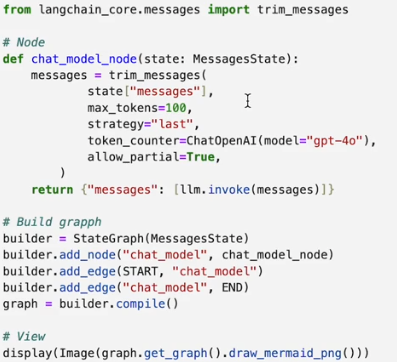 from langchain_core.messages import trim_messages
# Node
def chat_model_node(state: MessagesState):
    messages = trim_messages(
            state["messages"],
            max_tokens=100,
            strategy="last",
            token_counter=ChatOpenAI(model="gpt-4o"),
            allow_partial=True,
        )
    return {"messages": [llm.invoke(messages)]}
# Build grapph
builder = StateGraph(MessagesState)
builder.add_node("chat_model", chat_model_node)
builder.add_edge(START, "chat_model")
builder.add_edge("chat_model", END)
graph = builder.compile()
# View
display(Image(graph.get_graph().draw_mermaid_png()))